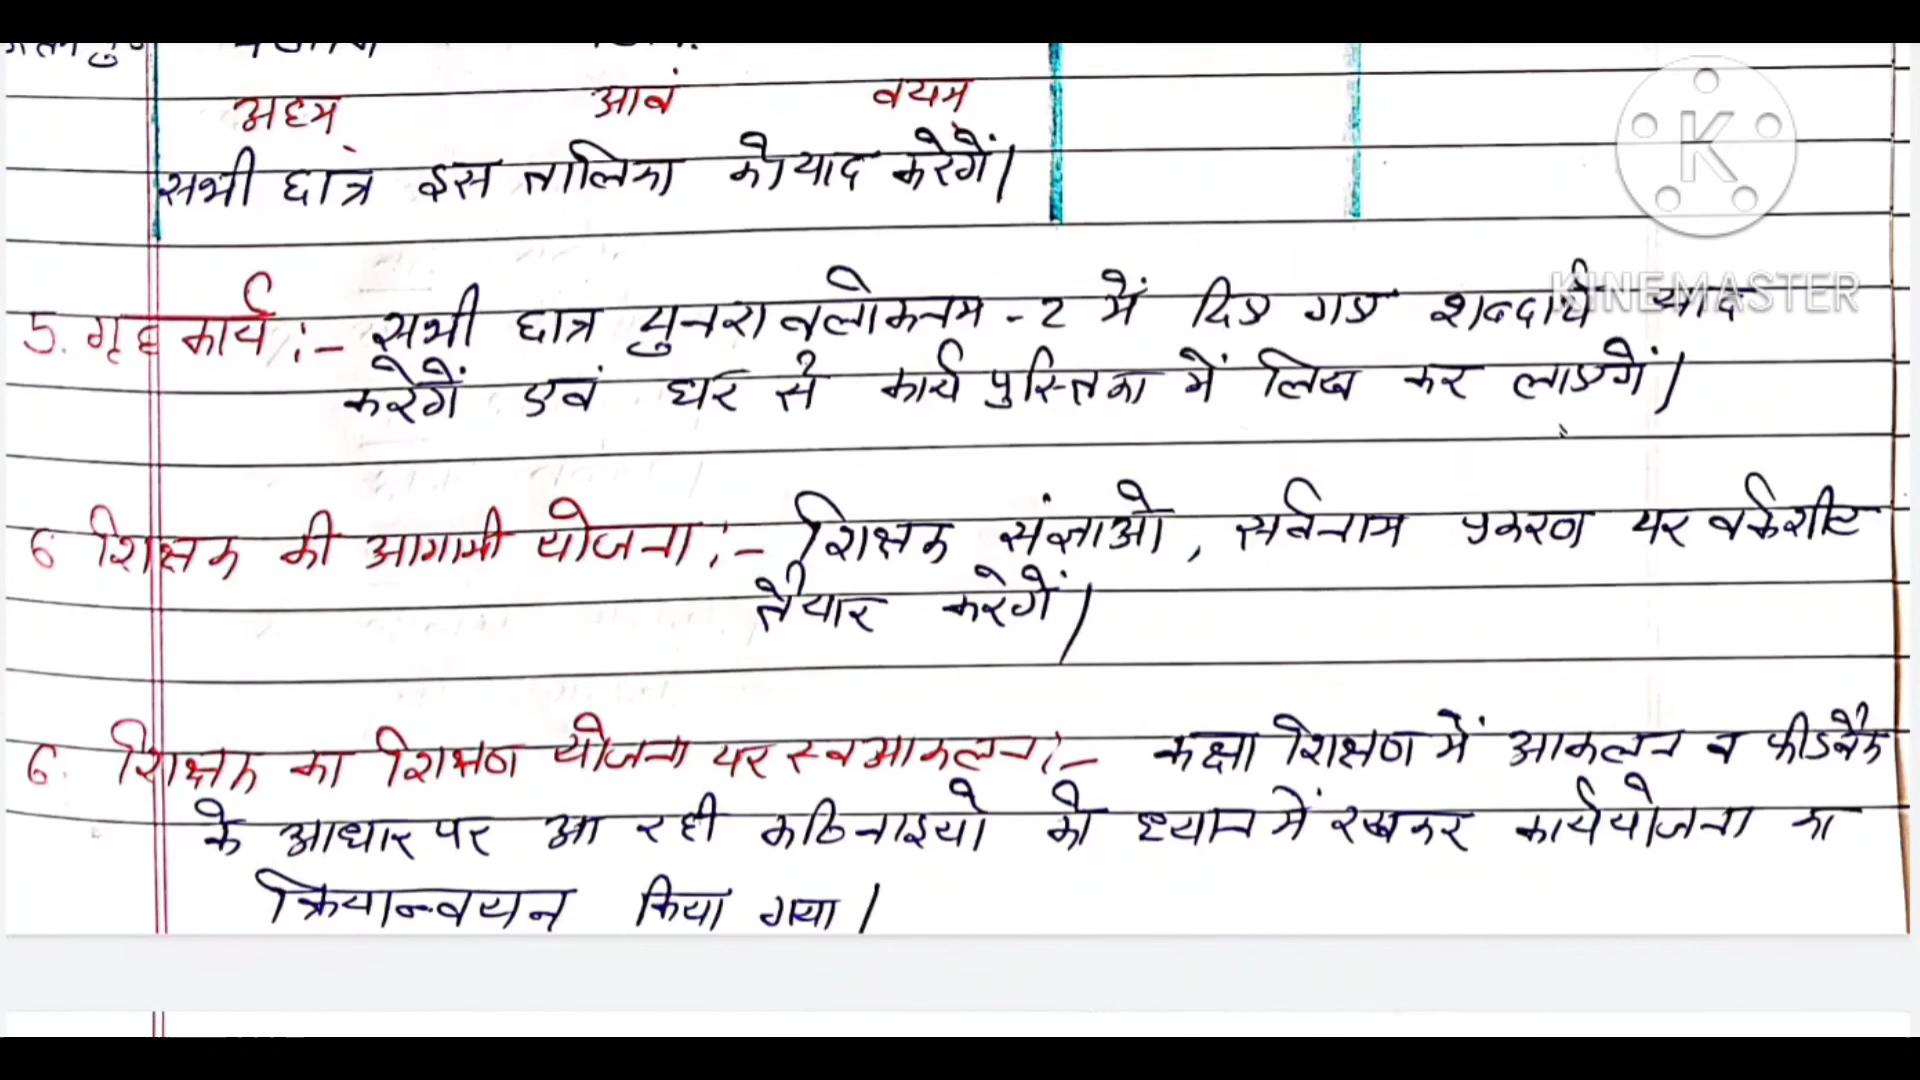 अहम् आवां वयम्
सभी छात्र इस तालिका को याद करेगें।
5. गृह कार्य :- सभी छात्र पुनरावलोकनम - 2 में दिए गए शब्दार्थ याद
करेगें एवं घर से कार्य पुस्तिका में लिख कर लाएगें।
6 शिक्षक की आगामी योजना :- शिक्षक संज्ञाओ, सर्वनाम प्रकरण पर वर्कशीट
तैयार करेगें।
6. शिक्षक का शिक्षण योजना पर स्वआकलन :- कक्षा शिक्षण में आकलन व फीडबैक
के आधार पर आ रही कठिनाइयो को ध्यान में रखकर कार्ययोजना का
क्रियान्वयन किया गया।
K
KINEMASTER